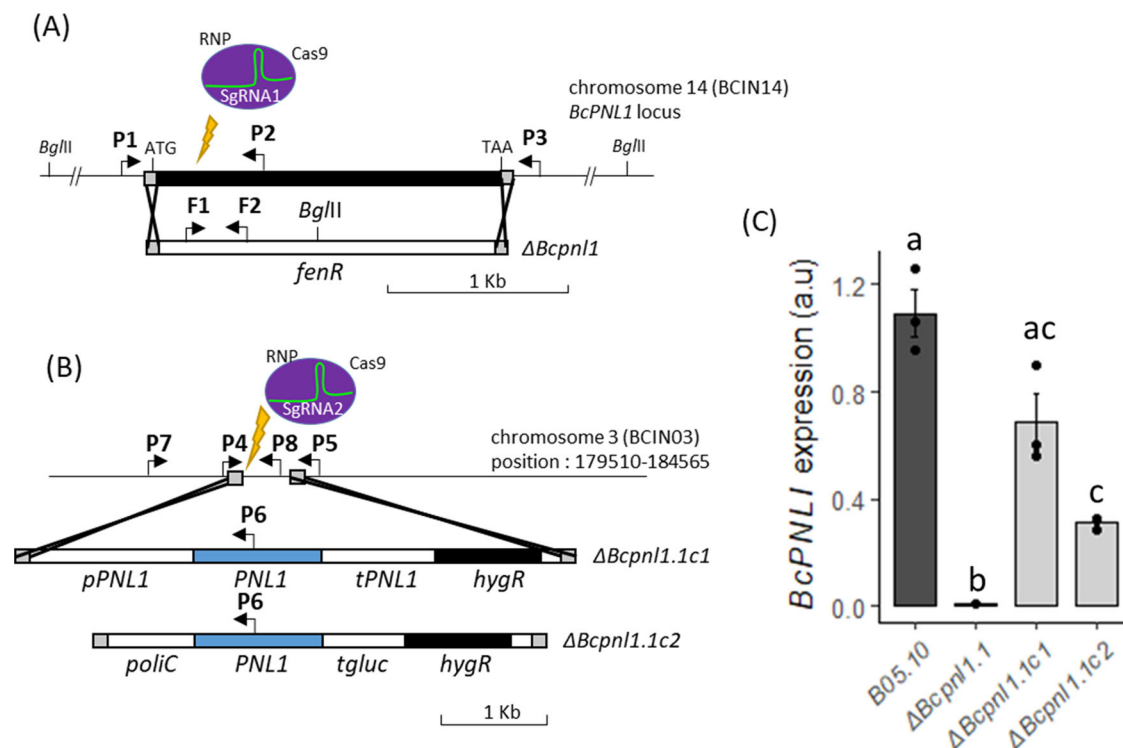 (A)
RNP
Cas9
SgRNA1
chromosome 14 (BCIN14)
BcPNL1 locus
BglII
P1
ATG
P2
TAA
P3
BglII
F1
F2
BglII
ΔBcpnl1
fenR
1 Kb
(B)
RNP
Cas9
SgRNA2
chromosome 3 (BCIN03)
position : 179510-184565
P7
P4
P8
P5
P6
ΔBcpnl1.1c1
pPNL1
PNL1
tPNL1
hygR
P6
ΔBcpnl1.1c2
poliC
PNL1
tgluc
hygR
1 Kb
(C)
BcPNL1 expression (a.u)
1.2
0.8
0.4
0.0
a
b
ac
c
B05.10
ΔBcpnl1.1
ΔBcpnl1.1c1
ΔBcpnl1.1c2